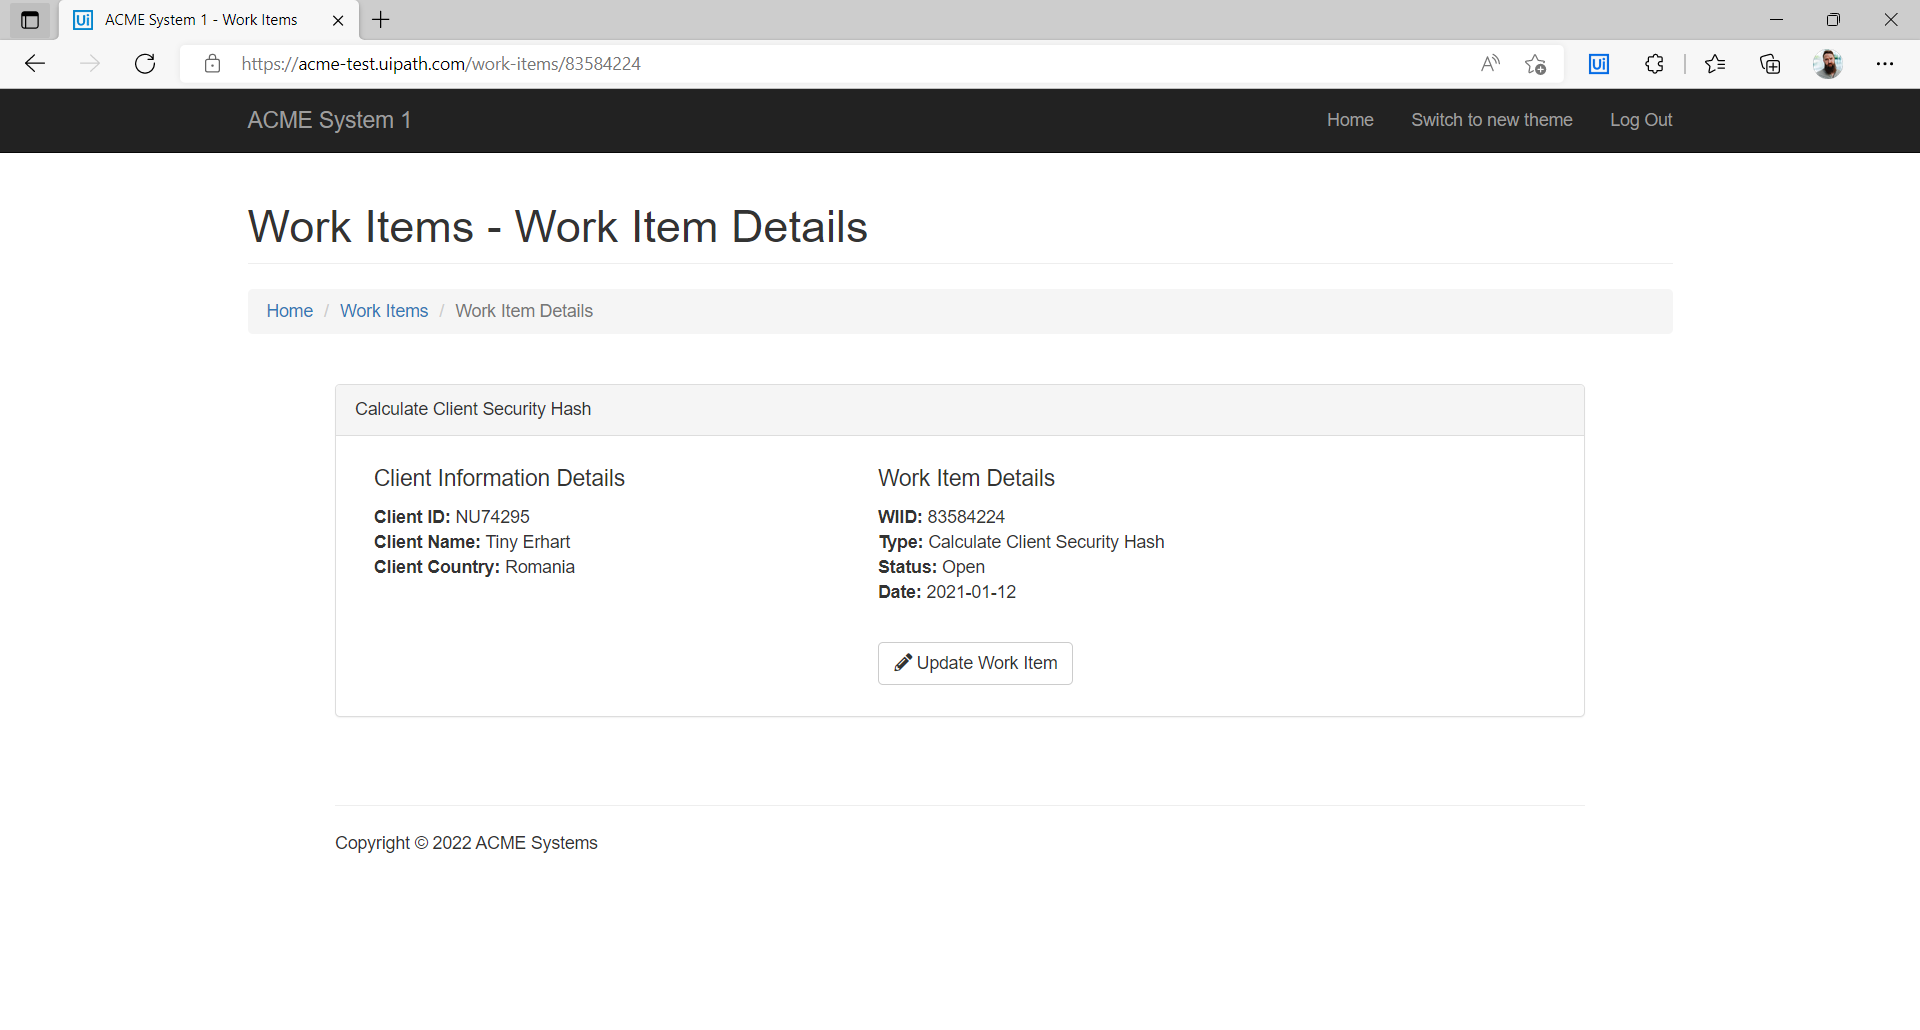 Ui ACME System 1 - Work Items
https://acme-test.uipath.com/work-items/83584224
Ui
ACME System 1
Home Switch to new theme Log Out
Work Items - Work Item Details
Home / Work Items / Work Item Details
Calculate Client Security Hash
Client Information Details
Client ID: NU74295
Client Name: Tiny Erhart
Client Country: Romania
Work Item Details
WIID: 83584224
Type: Calculate Client Security Hash
Status: Open
Date: 2021-01-12
Update Work Item
Copyright © 2022 ACME Systems